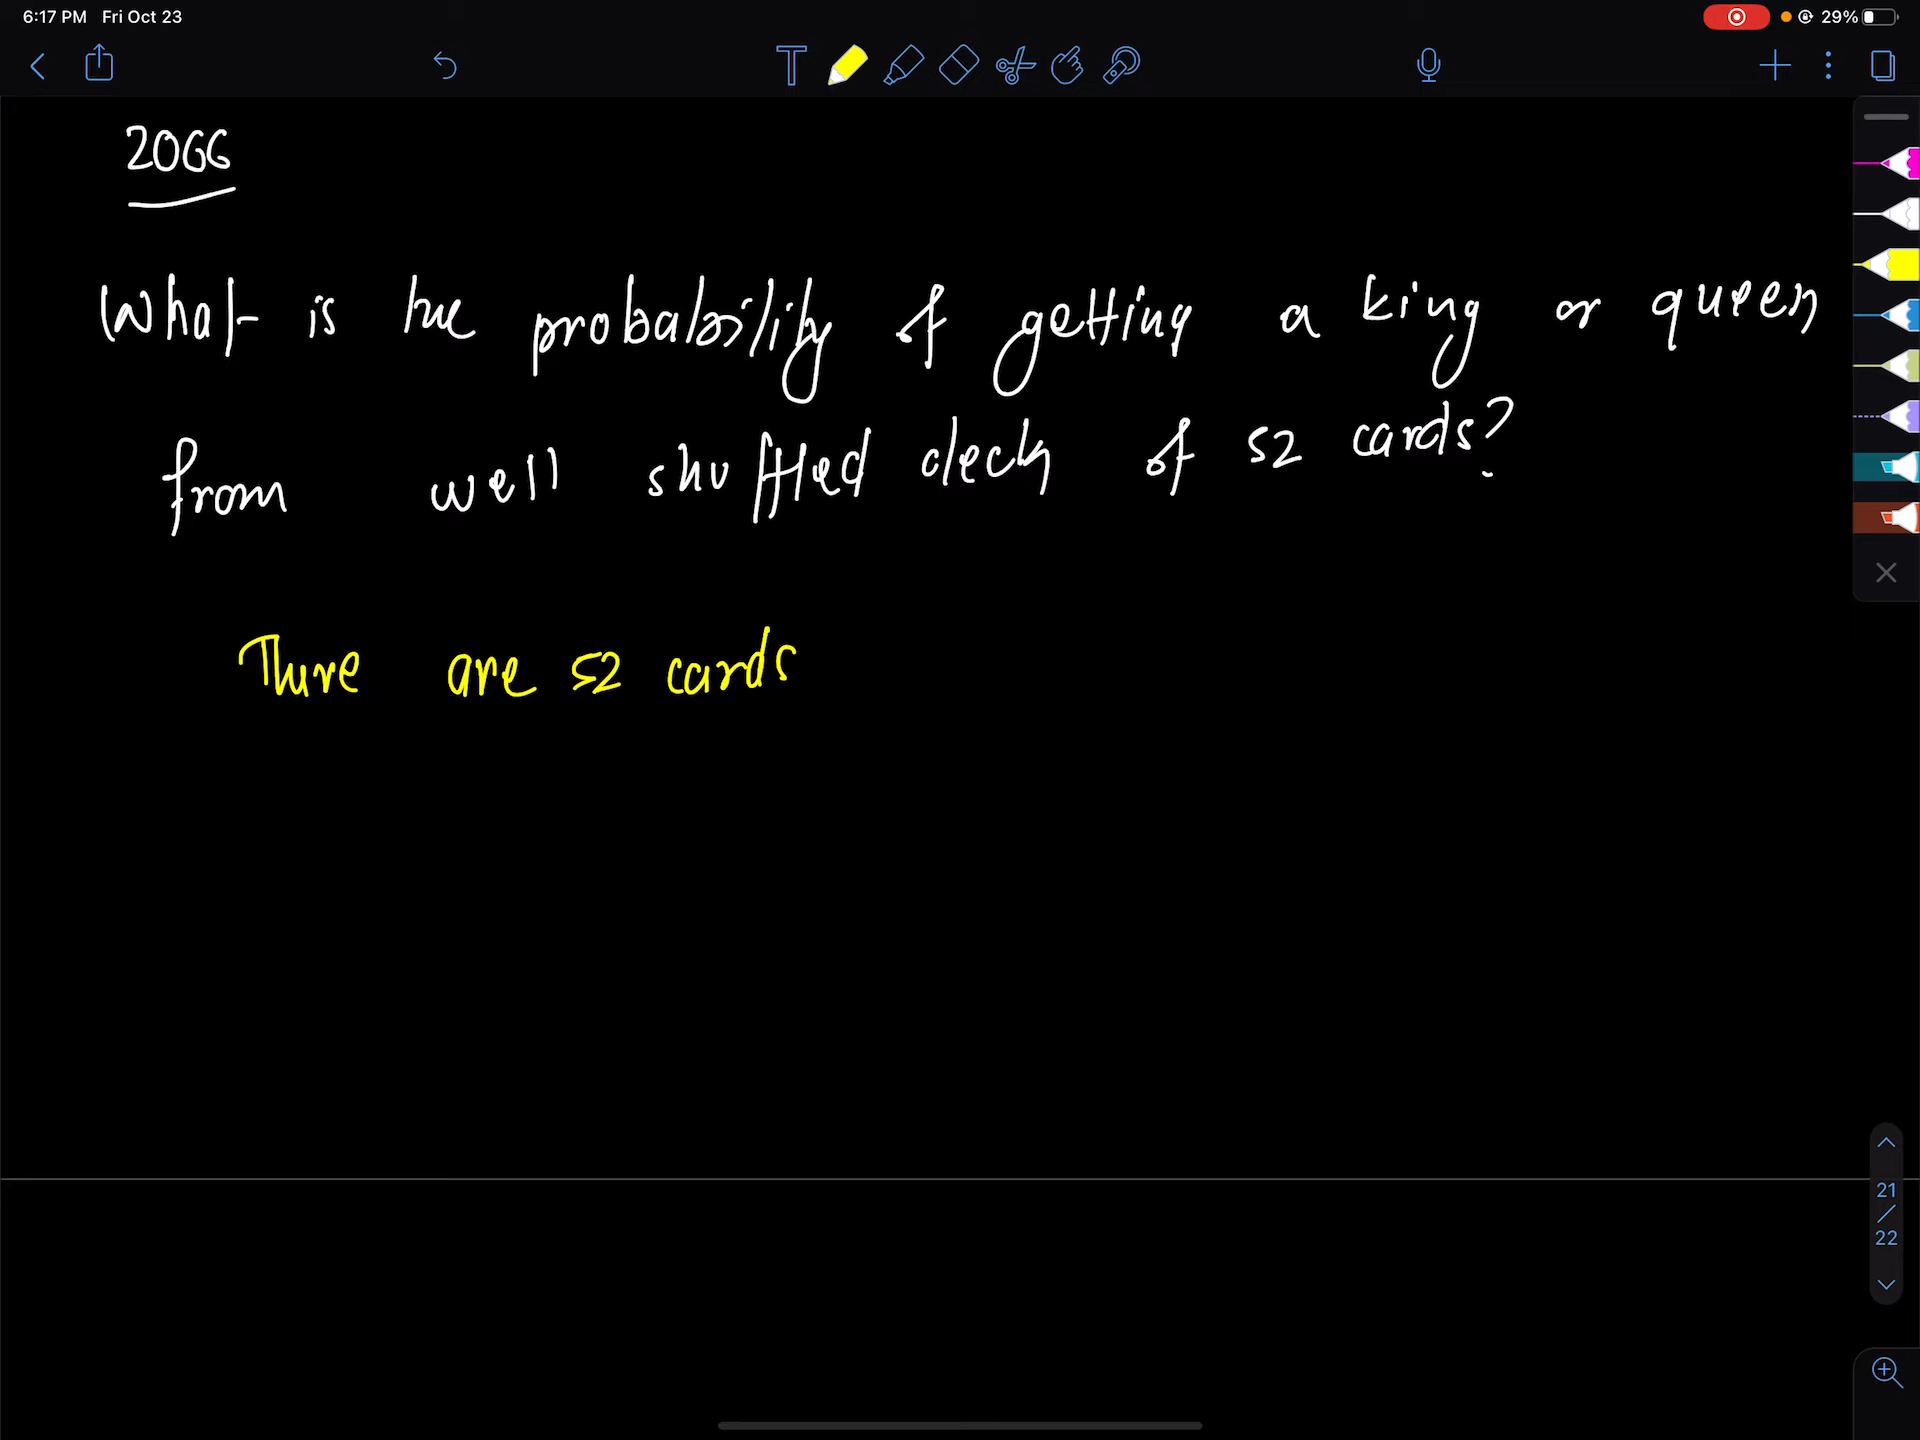 6:17 PM Fri Oct 23
29%
2066
What is the probability of getting a king or queen
from well shuffled deck of 52 cards?
There are 52 cards
21
/
22